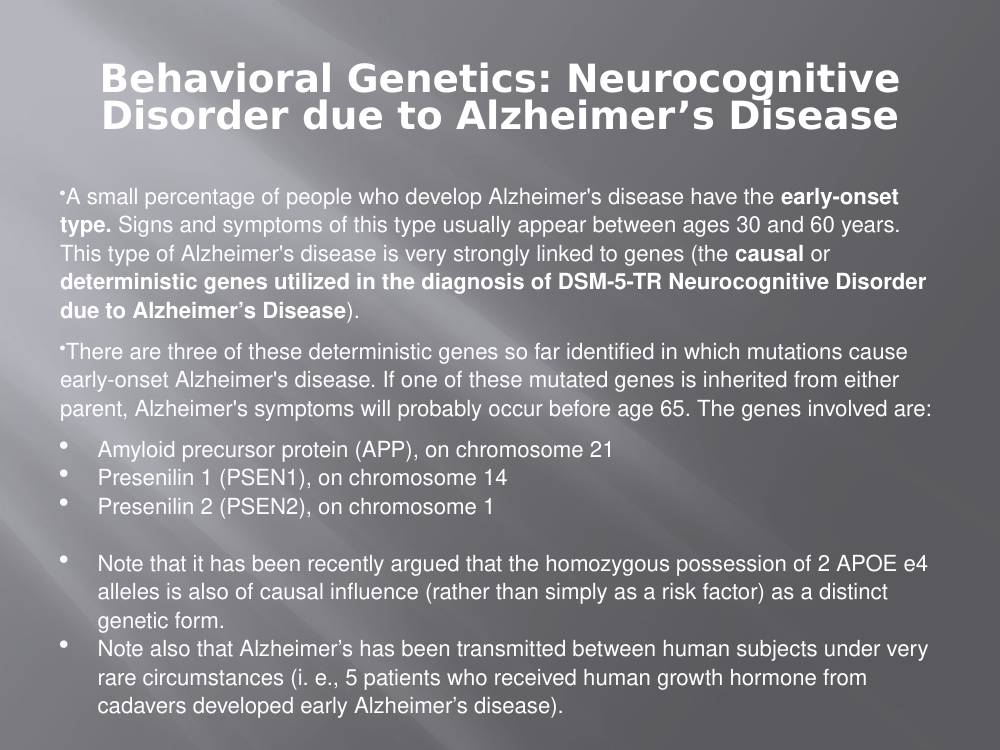 Behavioral Genetics: Neurocognitive
Disorder due to Alzheimer’s Disease
•A small percentage of people who develop Alzheimer's disease have the early-onset
type. Signs and symptoms of this type usually appear between ages 30 and 60 years.
This type of Alzheimer's disease is very strongly linked to genes (the causal or
deterministic genes utilized in the diagnosis of DSM-5-TR Neurocognitive Disorder
due to Alzheimer’s Disease).
•There are three of these deterministic genes so far identified in which mutations cause
early-onset Alzheimer's disease. If one of these mutated genes is inherited from either
parent, Alzheimer's symptoms will probably occur before age 65. The genes involved are:
• Amyloid precursor protein (APP), on chromosome 21
• Presenilin 1 (PSEN1), on chromosome 14
• Presenilin 2 (PSEN2), on chromosome 1
• Note that it has been recently argued that the homozygous possession of 2 APOE e4
alleles is also of causal influence (rather than simply as a risk factor) as a distinct
genetic form.
• Note also that Alzheimer’s has been transmitted between human subjects under very
rare circumstances (i. e., 5 patients who received human growth hormone from
cadavers developed early Alzheimer’s disease).